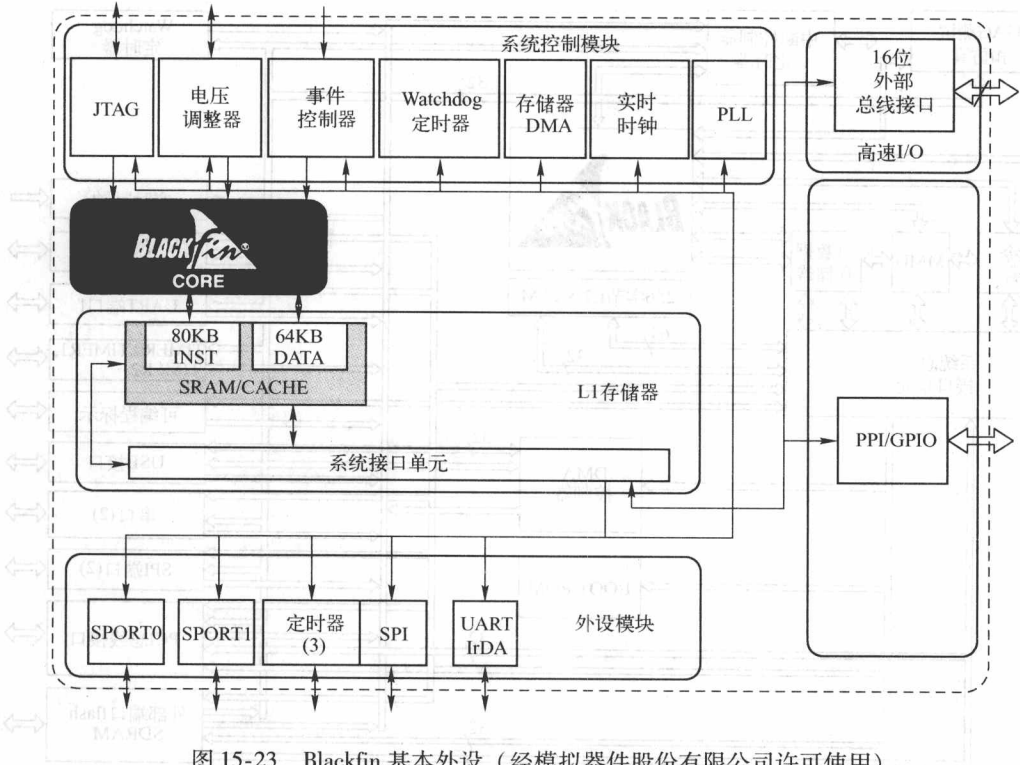 系统控制模块
JTAG
电压
调整器
事件
控制器
Watchdog
定时器
存储器
DMA
实时
时钟
PLL
16位
外部
总线接口
高速I/O
BLACKfin®
CORE
80KB
INST
64KB
DATA
SRAM/CACHE
L1存储器
系统接口单元
PPI/GPIO
SPORT0
SPORT1
定时器
(3)
SPI
UART
IrDA
外设模块
图 15-23 Blackfin 基本外设（经模拟器件股份有限公司许可使用）